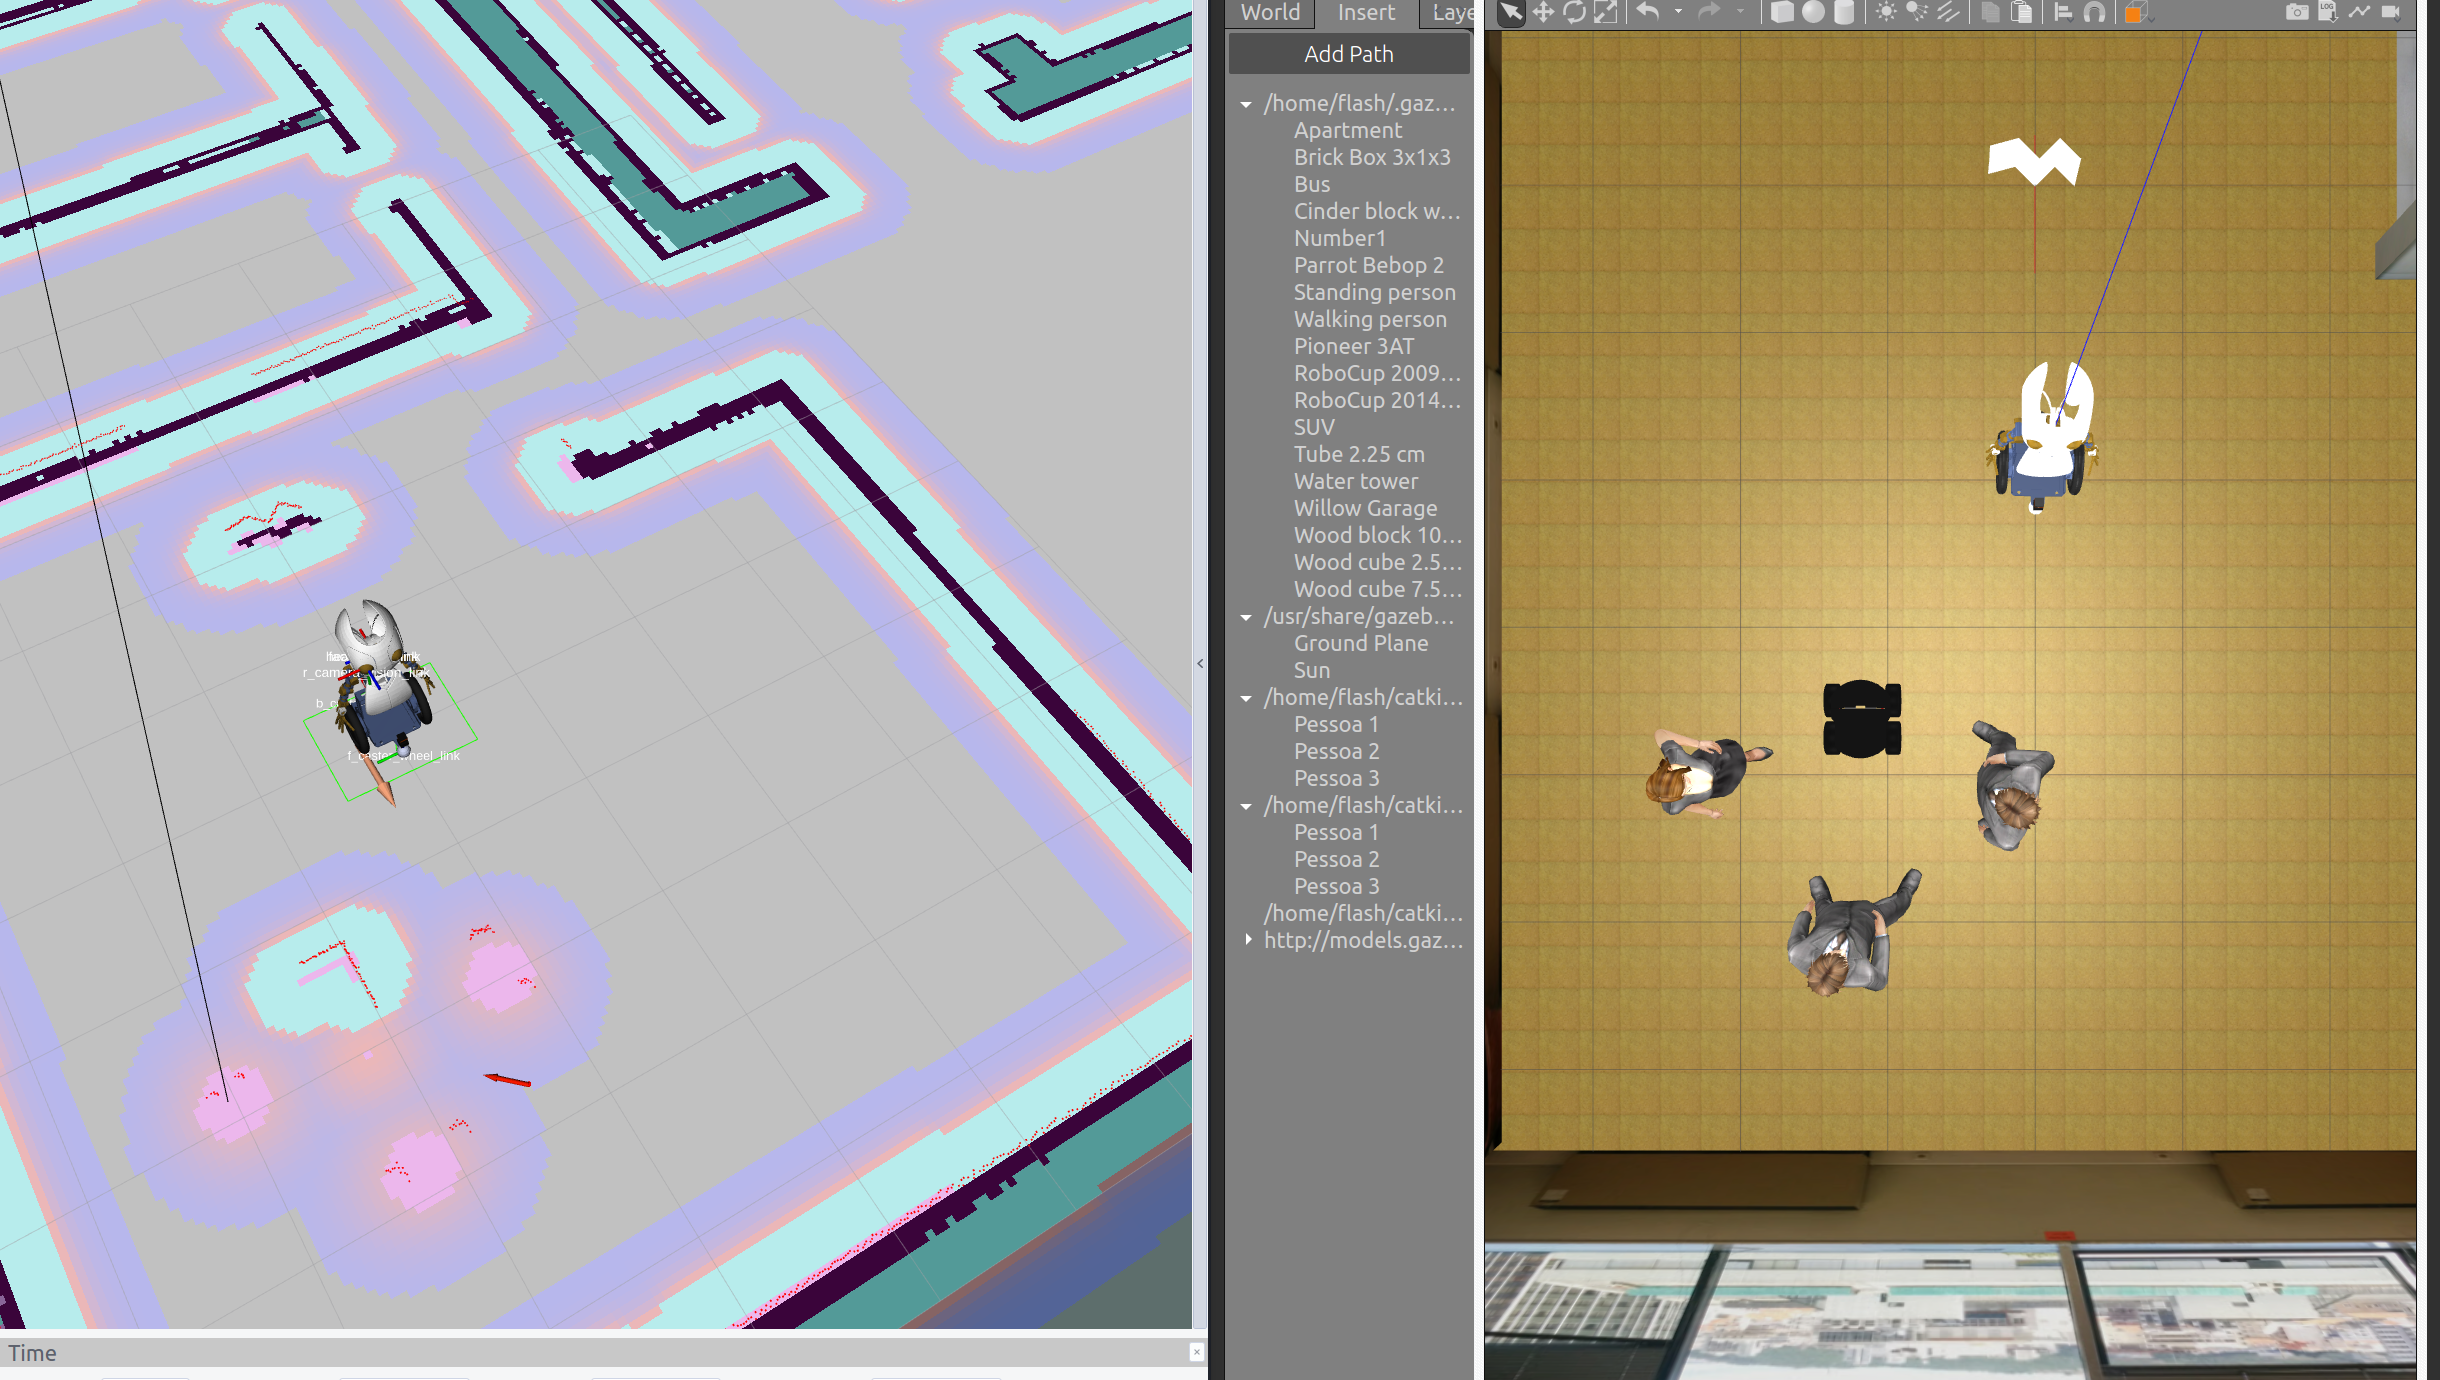 World Insert Laye
Add Path
/home/flash/.gaz...
Apartment
Brick Box 3x1x3
Bus
Cinder block w...
Number1
Parrot Bebop 2
Standing person
Walking person
Pioneer 3AT
RoboCup 2009...
RoboCup 2014...
SUV
Tube 2.25 cm
Water tower
Willow Garage
Wood block 10...
Wood cube 2.5...
Wood cube 7.5...
/usr/share/gazeb...
Ground Plane
Sun
/home/flash/catki...
Pessoa 1
Pessoa 2
Pessoa 3
/home/flash/catki...
Pessoa 1
Pessoa 2
Pessoa 3
/home/flash/catki...
http://models.gaz...
LOG
Time